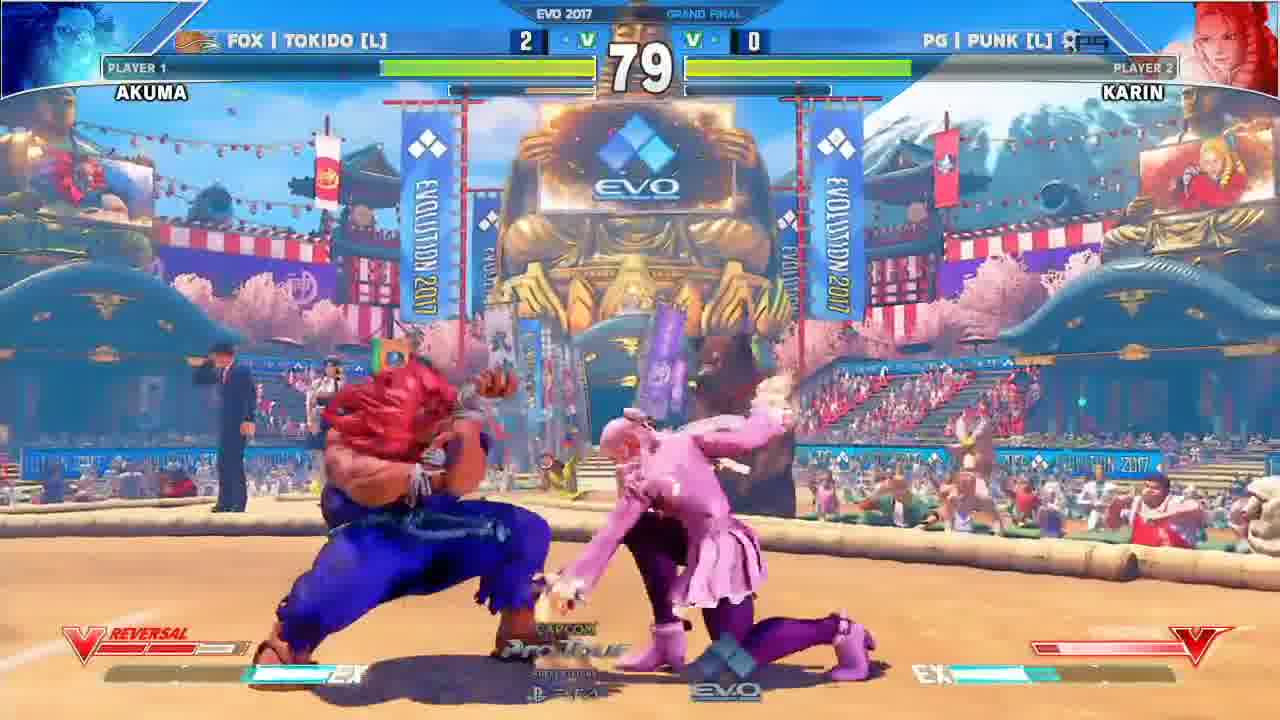 EVO 2017 GRAND FINAL
FOX | TOKIDO [L] 2 V 79 V 0 PG | PUNK [L]
PLAYER 1 PLAYER 2
AKUMA KARIN
EVO
EVOLUTION 2017
EVOLUTION 2017
2017
REVERSAL
V V
EX EX
CAPCOM
Pro Tour
EVO